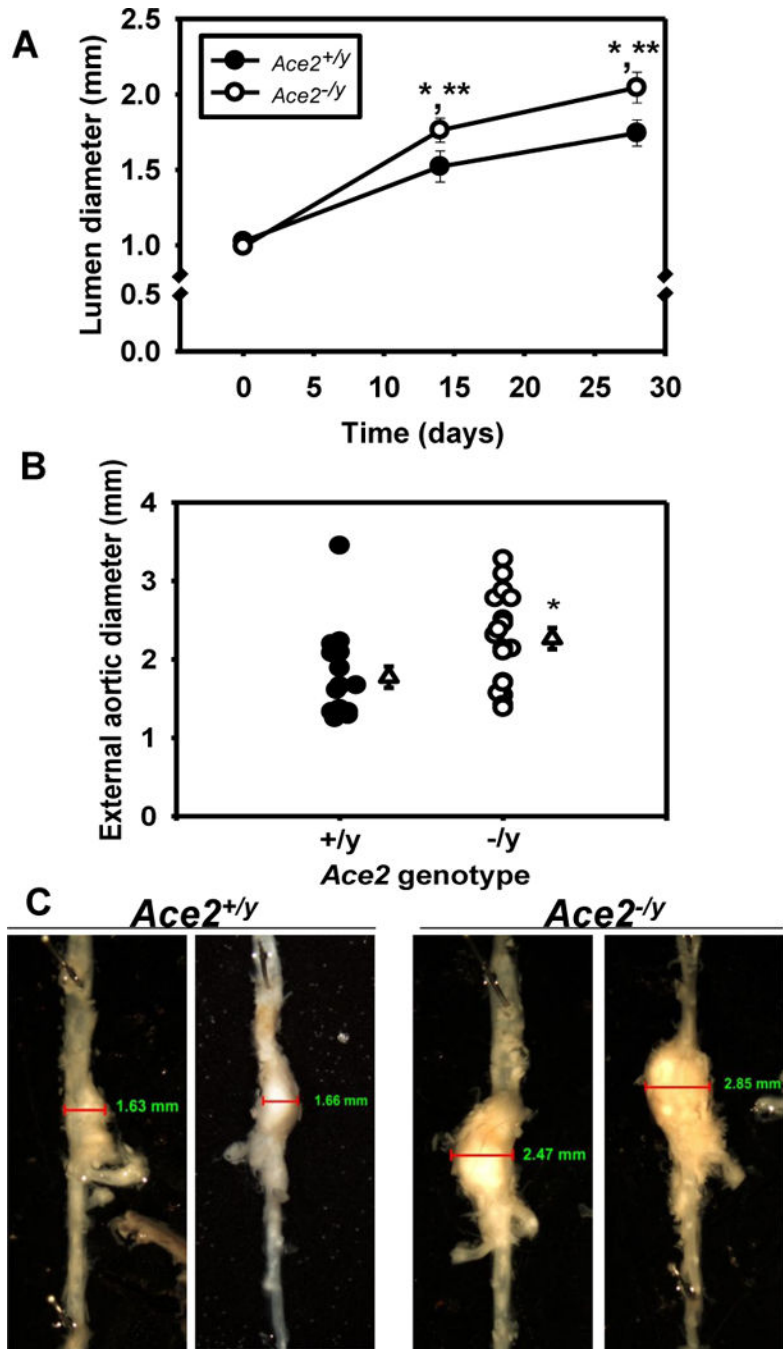 A
Lumen diameter (mm)
2.5
2.0
1.5
1.0
0.5
0.0
Ace2+/y
Ace2-/y
*,**
*,**
0 5 10 15 20 25 30
Time (days)
B
External aortic diameter (mm)
4
3
2
1
0
*
+/y -/y
Ace2 genotype
C
Ace2+/y Ace2-/y
1.63 mm
1.66 mm
2.47 mm
2.85 mm